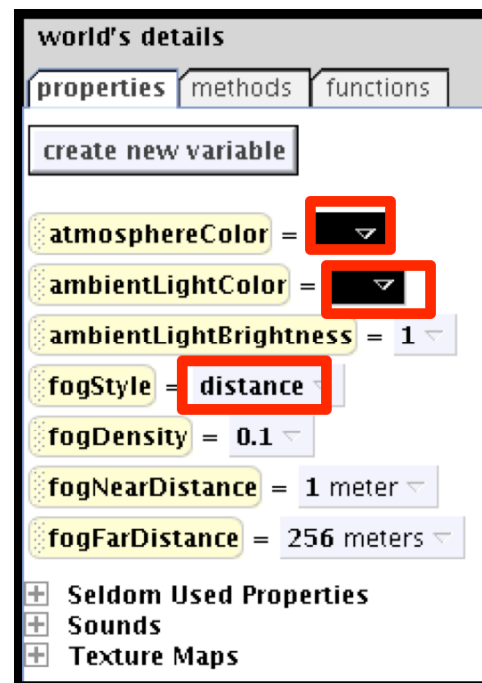 world's details
properties methods functions
create new variable
atmosphereColor =
ambientLightColor =
ambientLightBrightness = 1
fogStyle = distance
fogDensity = 0.1
fogNearDistance = 1 meter
fogFarDistance = 256 meters
Seldom Used Properties
Sounds
Texture Maps